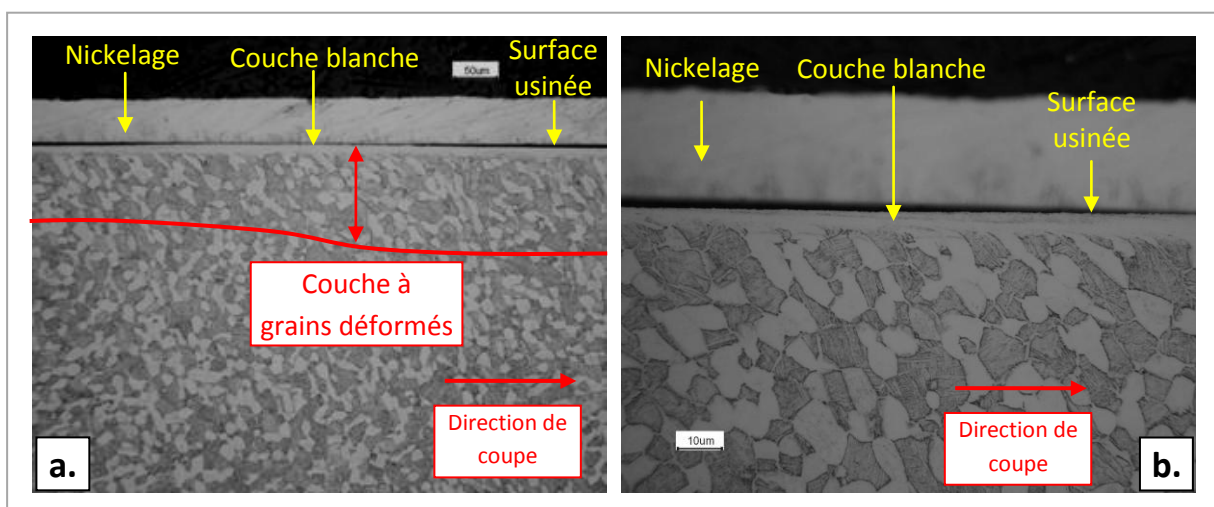 Nickelage
Couche blanche
Surface
usinée
50um
Couche à
grains déformés
Direction de
coupe
a.
Nickelage
Couche blanche
Surface
usinée
10um
Direction de
coupe
b.